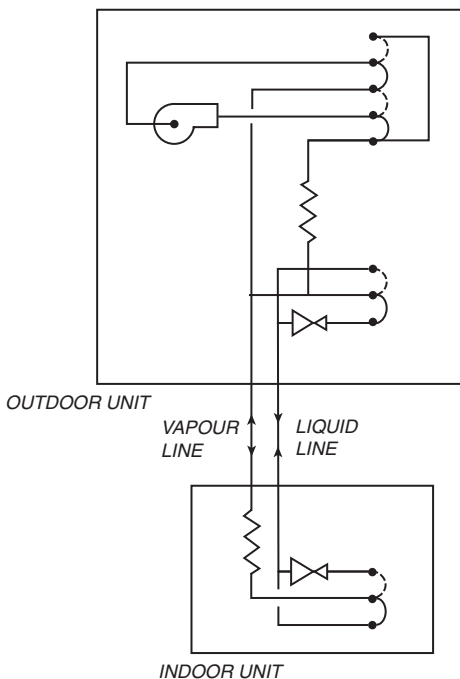 OUTDOOR UNIT
VAPOUR
LINE
LIQUID
LINE
INDOOR UNIT